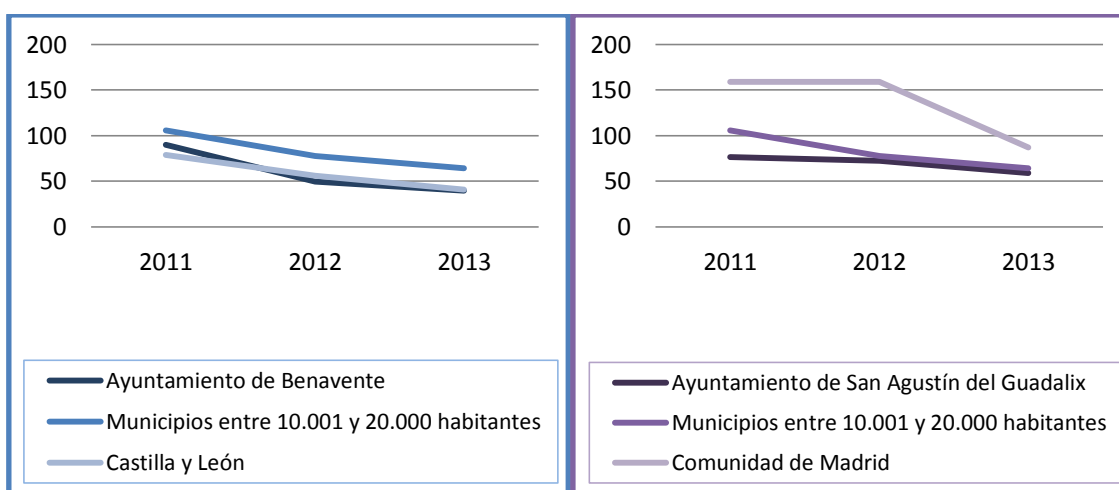 200
150
100
50
0
2011 2012 2013
Ayuntamiento de Benavente
Municipios entre 10.001 y 20.000 habitantes
Castilla y León
200
150
100
50
0
2011 2012 2013
Ayuntamiento de San Agustín del Guadalix
Municipios entre 10.001 y 20.000 habitantes
Comunidad de Madrid